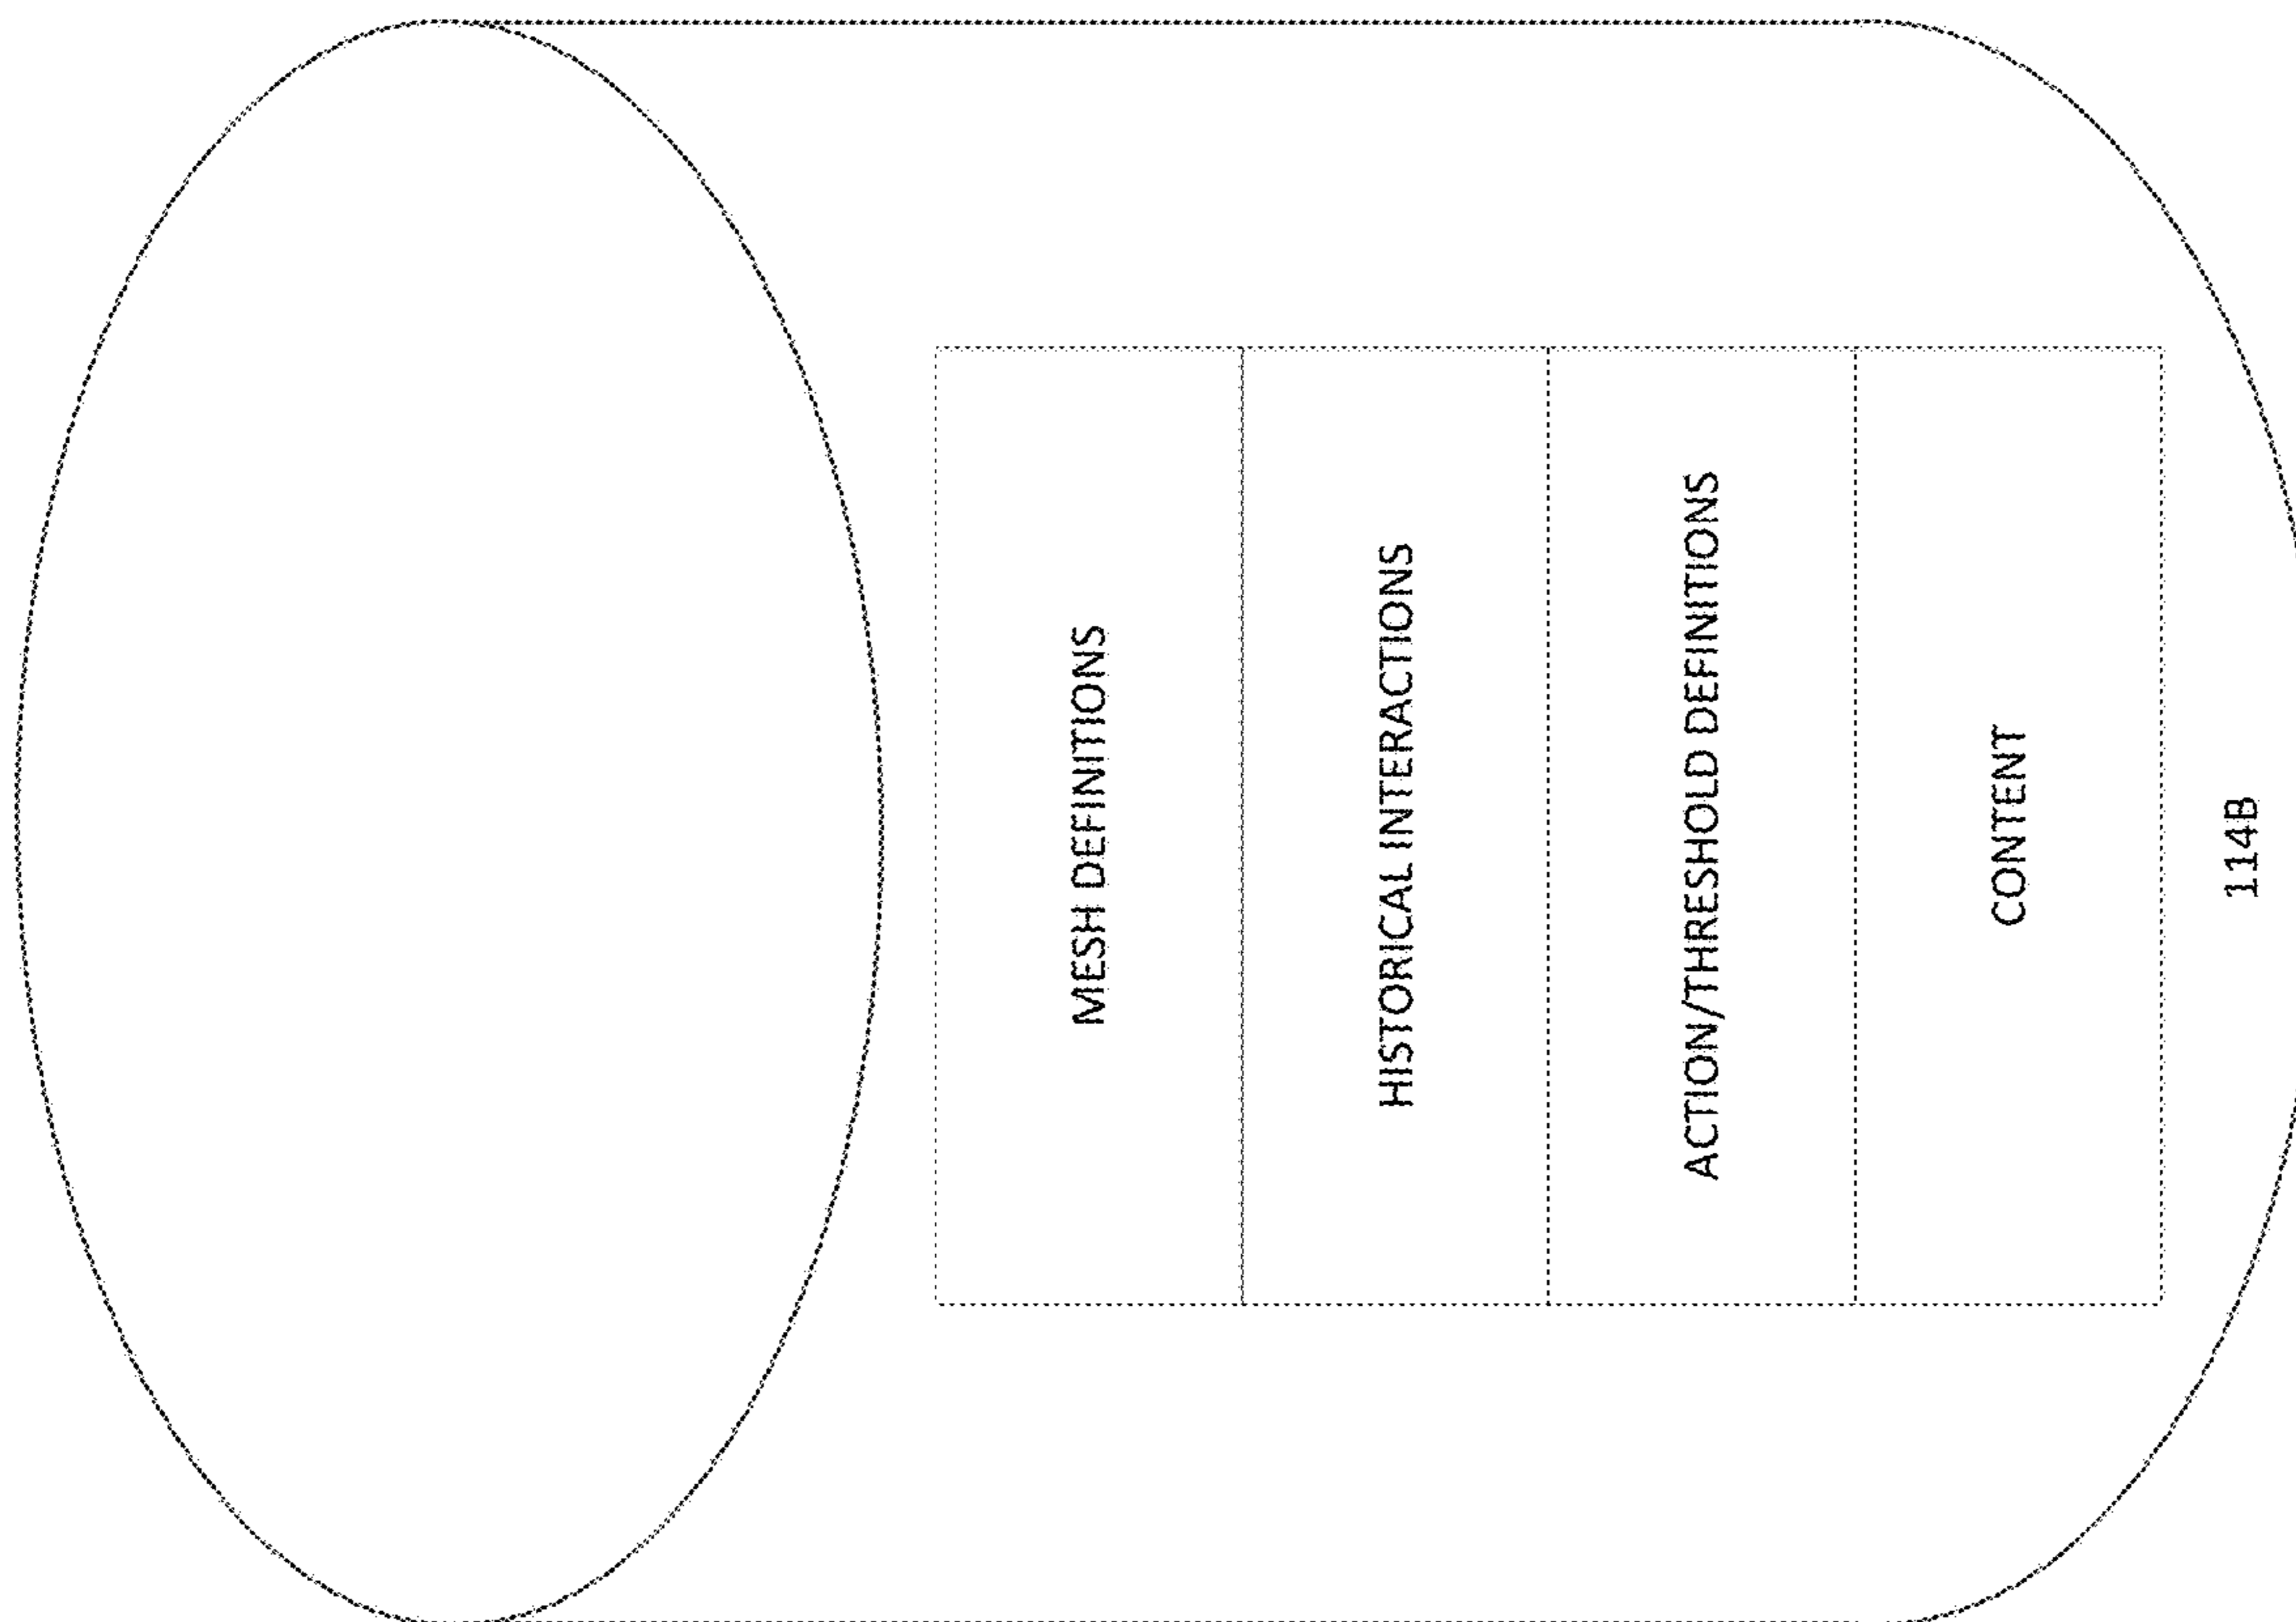 MESH DEFINITIONS
HISTORICAL INTERACTIONS
ACTION/THRESHOLD DEFINITIONS
CONTENT
114B